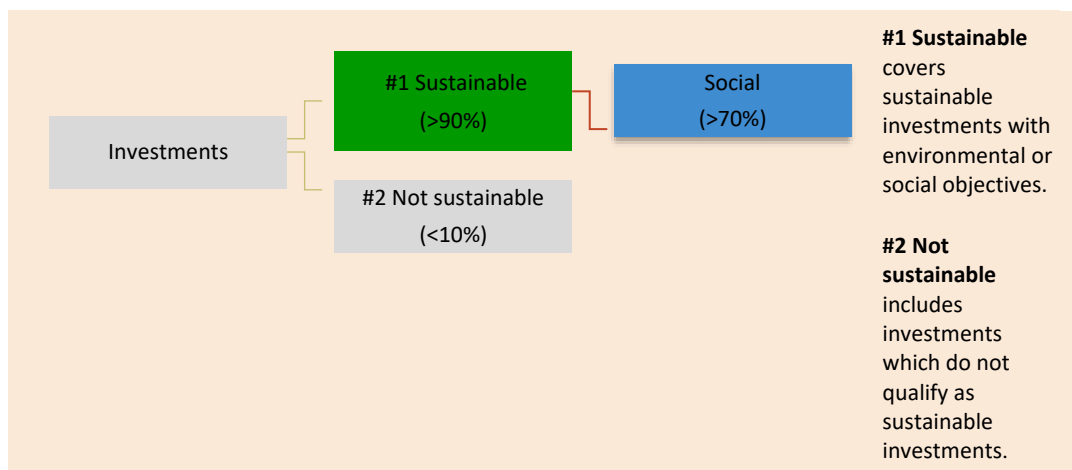 Investments
#1 Sustainable
(>90%)
Social
(>70%)
#2 Not sustainable
(<10%)
#1 Sustainable
covers
sustainable
investments with
environmental or
social objectives.
#2 Not
sustainable
includes
investments
which do not
qualify as
sustainable
investments.